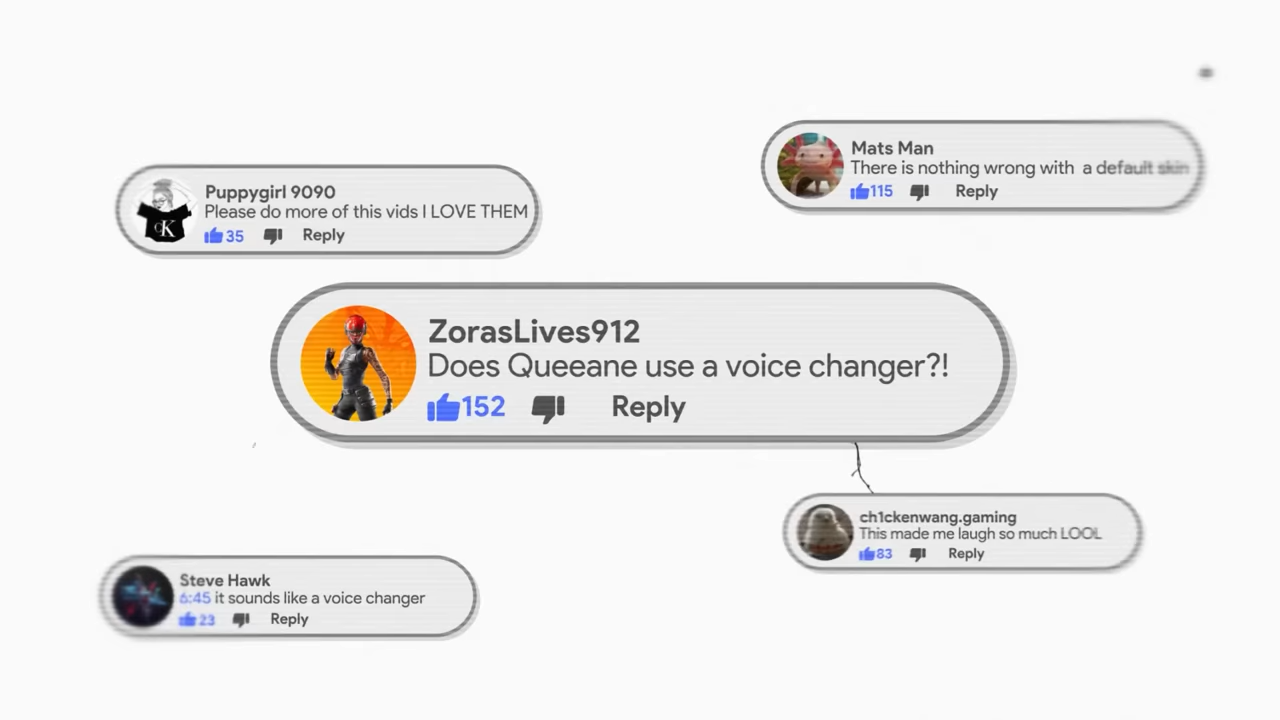 Mats Man
There is nothing wrong with a default skin
115 Reply
Puppygirl 9090
Please do more of this vids I LOVE THEM
35 Reply
CK
ZorasLives912
Does Queeane use a voice changer?!
152 Reply
ch1ckenwang.gaming
This made me laugh so much LOOL
83 Reply
Steve Hawk
6:45 it sounds like a voice changer
23 Reply